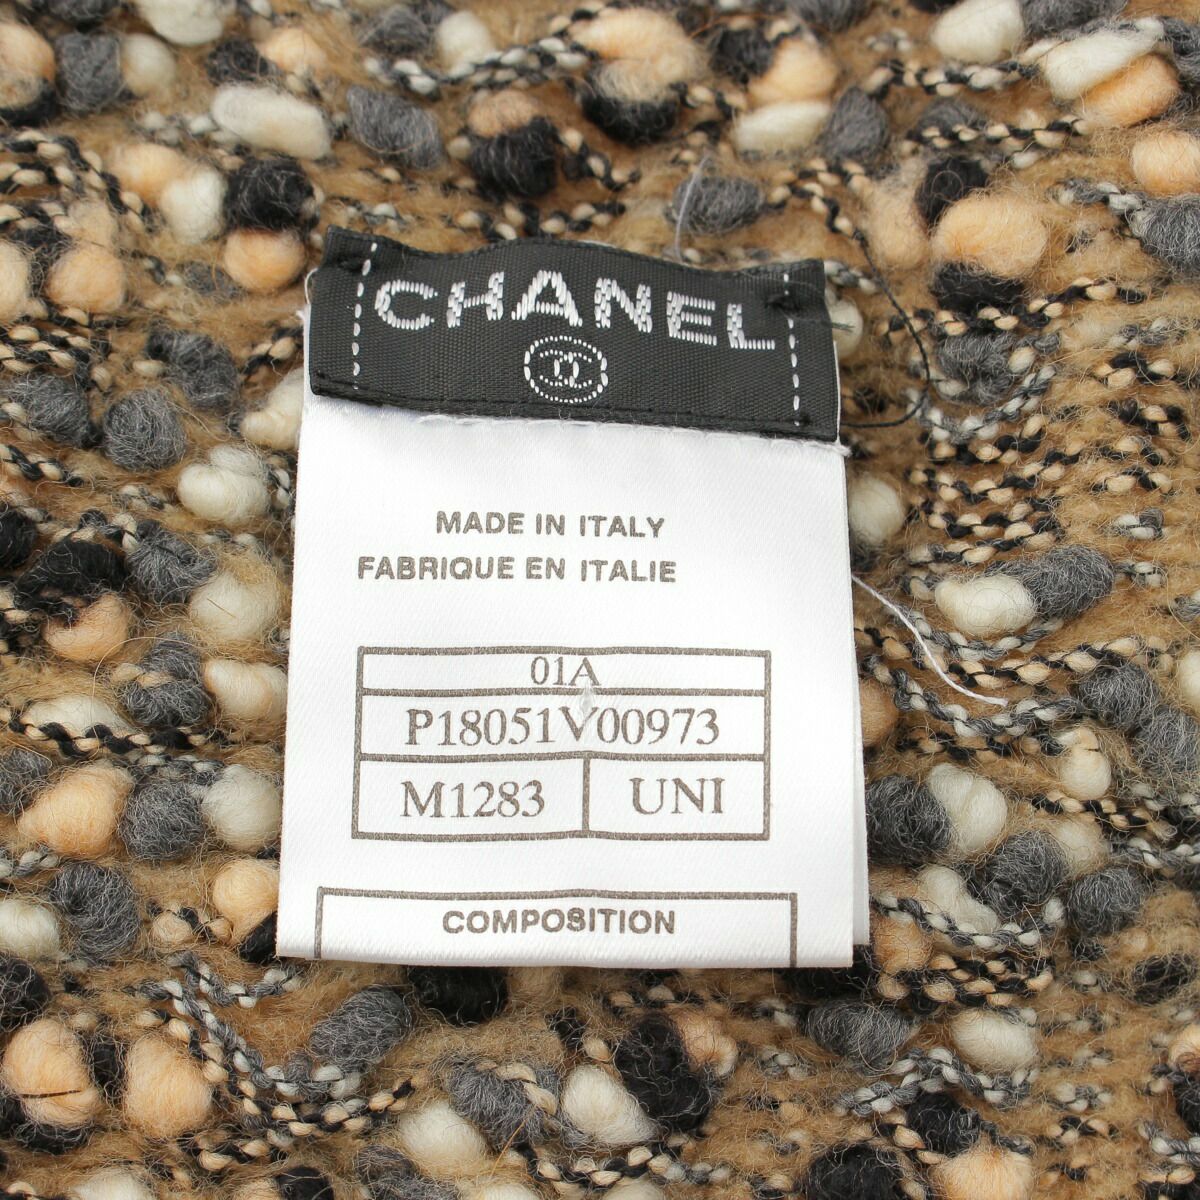 CHANEL
MADE IN ITALY
FABRIQUE EN ITALIE
01A
P18051V00973
M1283 UNI
COMPOSITION